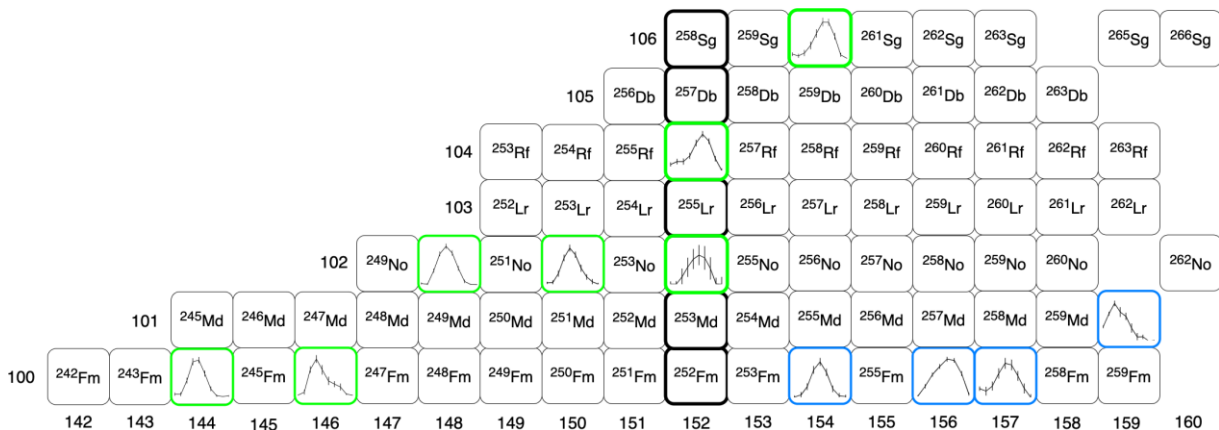 106 ²⁵⁸Sg ²⁵⁹Sg ²⁶¹Sg ²⁶²Sg ²⁶³Sg ²⁶⁵Sg ²⁶⁶Sg
105 ²⁵⁶Db ²⁵⁷Db ²⁵⁸Db ²⁵⁹Db ²⁶⁰Db ²⁶¹Db ²⁶²Db ²⁶³Db
104 ²⁵³Rf ²⁵⁴Rf ²⁵⁵Rf ²⁵⁷Rf ²⁵⁸Rf ²⁵⁹Rf ²⁶⁰Rf ²⁶¹Rf ²⁶²Rf ²⁶³Rf
103 ²⁵²Lr ²⁵³Lr ²⁵⁴Lr ²⁵⁵Lr ²⁵⁶Lr ²⁵⁷Lr ²⁵⁸Lr ²⁵⁹Lr ²⁶⁰Lr ²⁶¹Lr ²⁶²Lr
102 ²⁴⁹No ²⁵¹No ²⁵³No ²⁵⁵No ²⁵⁶No ²⁵⁷No ²⁵⁸No ²⁵⁹No ²⁶⁰No ²⁶²No
101 ²⁴⁵Md ²⁴⁶Md ²⁴⁷Md ²⁴⁸Md ²⁴⁹Md ²⁵⁰Md ²⁵¹Md ²⁵²Md ²⁵³Md ²⁵⁴Md ²⁵⁵Md ²⁵⁶Md ²⁵⁷Md ²⁵⁸Md ²⁵⁹Md
100 ²⁴²Fm ²⁴³Fm ²⁴⁵Fm ²⁴⁷Fm ²⁴⁸Fm ²⁴⁹Fm ²⁵⁰Fm ²⁵¹Fm ²⁵²Fm ²⁵³Fm ²⁵⁵Fm ²⁵⁸Fm ²⁵⁹Fm
142 143 144 145 146 147 148 149 150 151 152 153 154 155 156 157 158 159 160